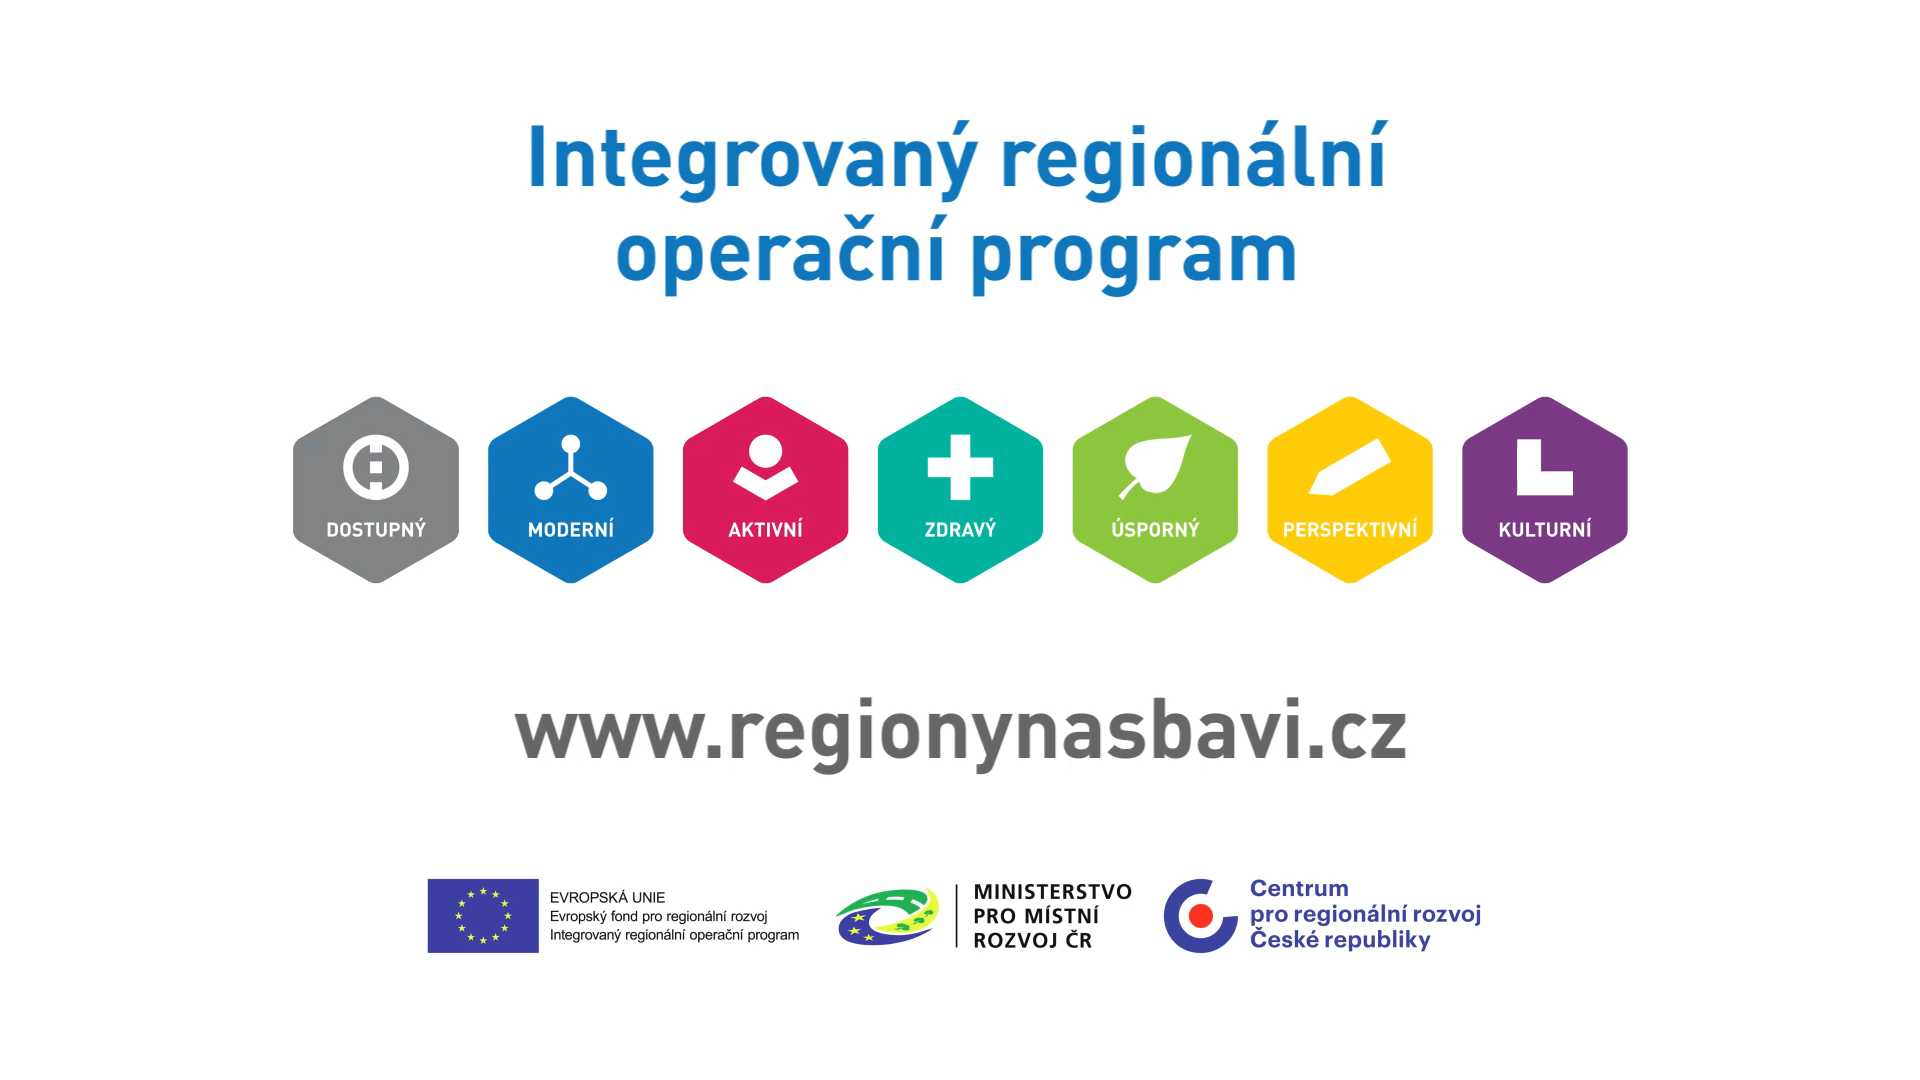 Integrovaný regionální
operační program
DOSTUPNÝ
MODERNÍ
AKTIVNÍ
ZDRAVÝ
ÚSPORNÝ
PERSPEKTIVNÍ
KULTURNÍ
www.regionynasbavi.cz
EVROPSKÁ UNIE
Evropský fond pro regionální rozvoj
Integrovaný regionální operační program
MINISTERSTVO
PRO MÍSTNÍ
ROZVOJ ČR
Centrum
pro regionální rozvoj
České republiky